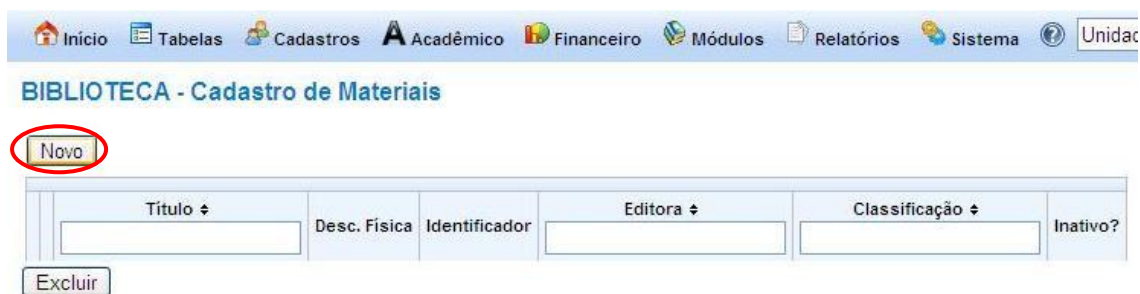 Início Tabelas Cadastros A Acadêmico Financeiro Módulos Relatórios Sistema Unidad
BIBLIOTECA - Cadastro de Materiais
Novo
Título Desc. Física Identificador Editora Classificação Inativo?
Excluir